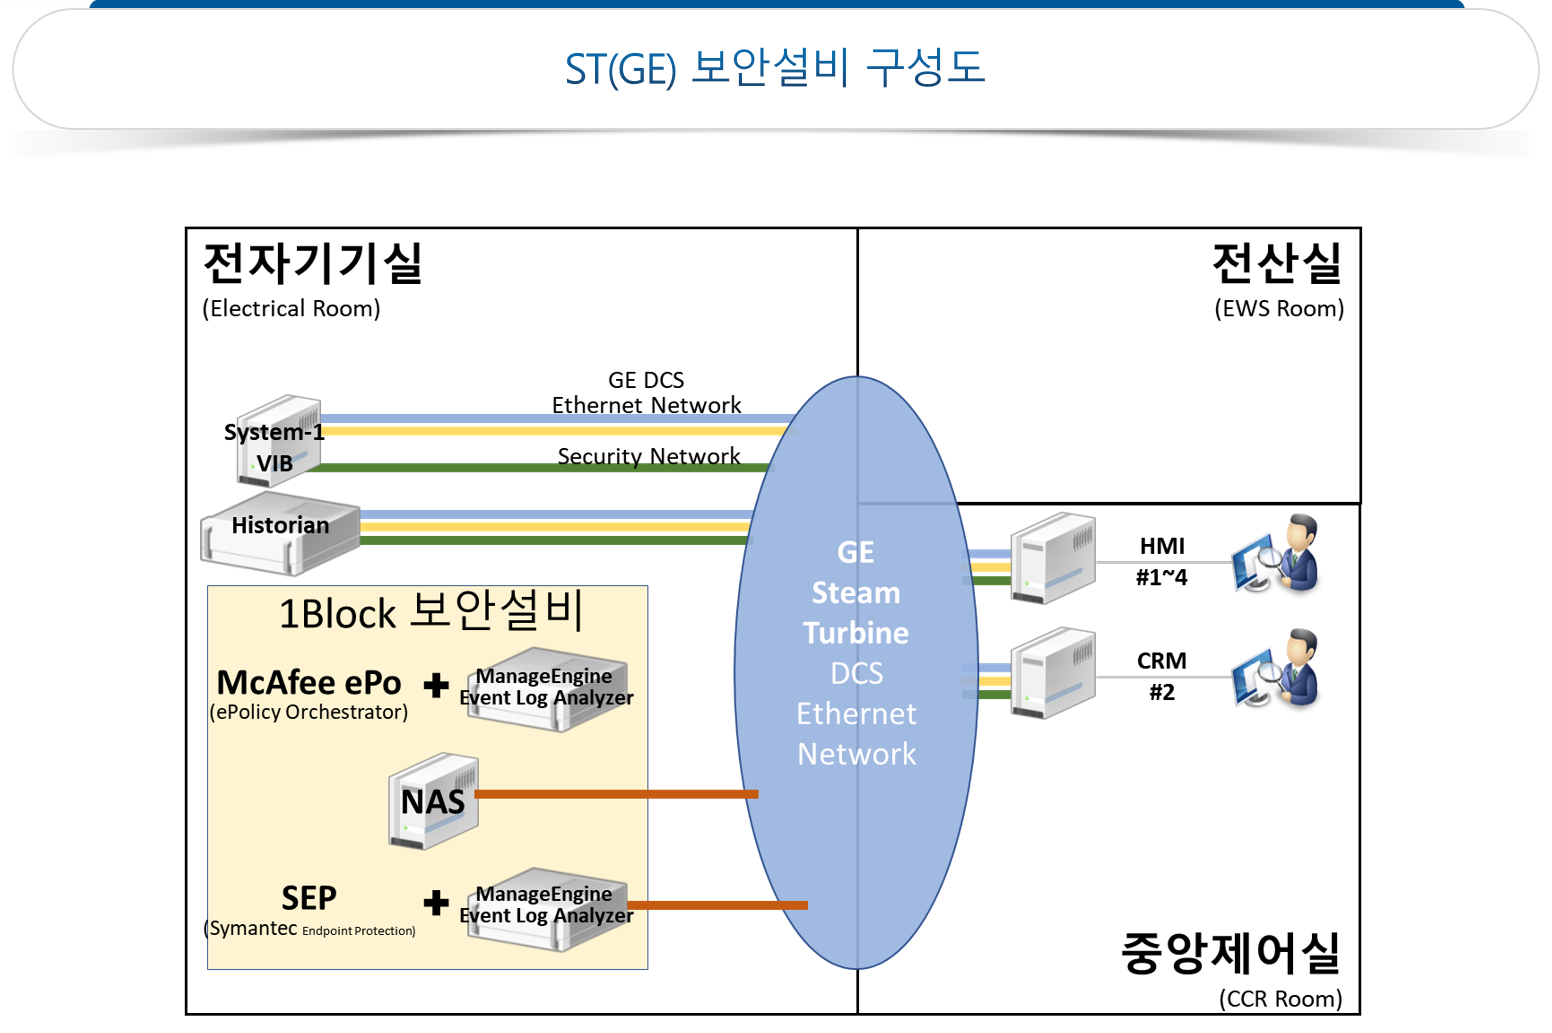 ST(GE) 보안설비 구성도
전자기기실
(Electrical Room)
전산실
(EWS Room)
GE DCS
Ethernet Network
Security Network
System-1
VIB
Historian
1Block 보안설비
McAfee ePo
(ePolicy Orchestrator)
ManageEngine
Event Log Analyzer
NAS
SEP
(Symantec Endpoint Protection)
ManageEngine
Event Log Analyzer
GE
Steam
Turbine
DCS
Ethernet
Network
HMI
#1~4
CRM
#2
중앙제어실
(CCR Room)